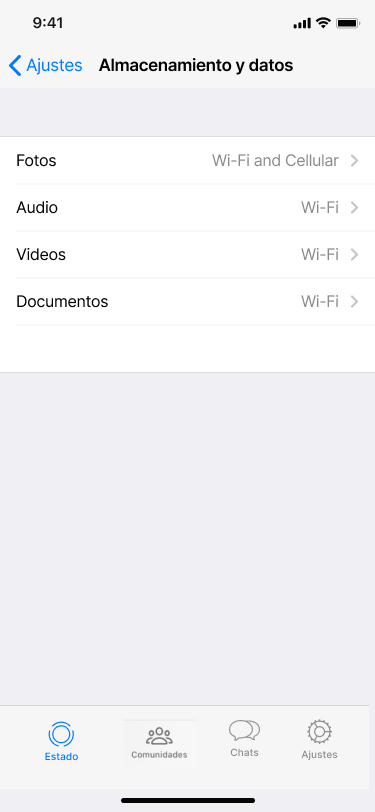 9:41
Ajustes Almacenamiento y datos
Fotos Wi-Fi and Cellular
Audio Wi-Fi
Videos Wi-Fi
Documentos Wi-Fi
Estado Comunidades Chats Ajustes